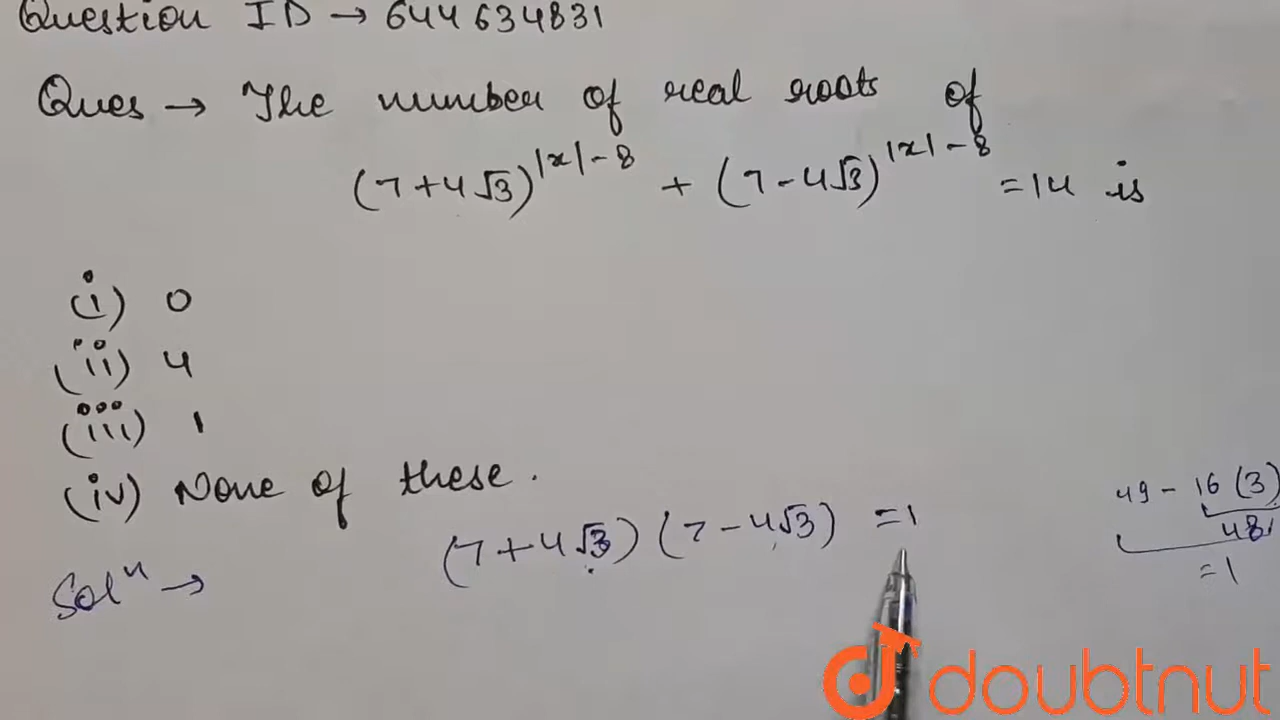 Question ID → 644634831
Ques → The number of real roots of
(7+4√3)^|x|-8 + (7-4√3)^|x|-8 = 14 is
(i) 0
(ii) 4
(iii) 1
(iv) None of these.
(7+4√3)(7-4√3) = 1
49 - 16(3)
48
= 1
Solⁿ →
doubtnut